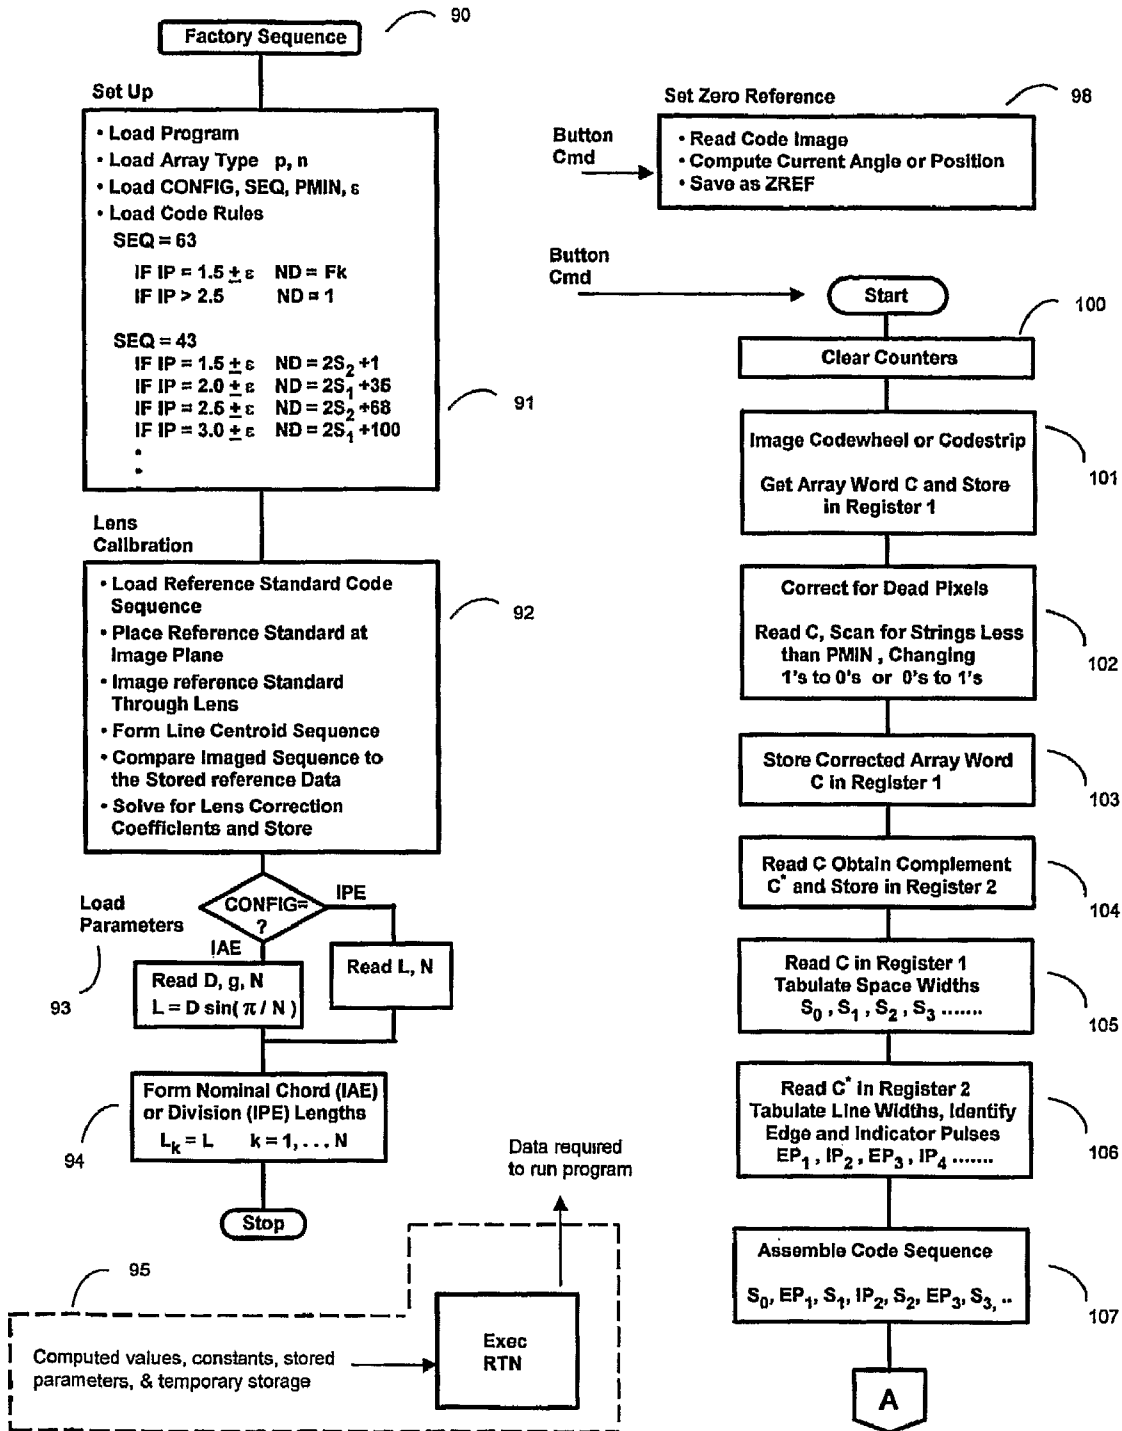 90
Factory Sequence
Set Up
• Load Program
• Load Array Type p, n
• Load CONFIG, SEQ, PMIN, ε
• Load Code Rules
SEQ = 63
IF IP = 1.5 ± ε ND = Fk
IF IP > 2.5 ND = 1
SEQ = 43
IF IP = 1.5 ± ε ND = 2S₂ +1
IF IP = 2.0 ± ε ND = 2S₁ +35
IF IP = 2.5 ± ε ND = 2S₂ +68
IF IP = 3.0 ± ε ND = 2S₁ +100
•
•
•
91
Lens
Calibration
• Load Reference Standard Code
Sequence
• Place Reference Standard at
Image Plane
• Image reference Standard
Through Lens
• Form Line Centroid Sequence
• Compare Imaged Sequence to
the Stored reference Data
• Solve for Lens Correction
Coefficients and Store
92
Load
Parameters
93
CONFIG=
?
IPE
IAE
Read D, g, N
L = D sin( π / N )
Read L, N
Form Nominal Chord (IAE)
or Division (IPE) Lengths
Lₖ = L k = 1, . . . N
94
Stop
95
Computed values, constants, stored
parameters, & temporary storage
Exec
RTN
Data required
to run program
Set Zero Reference
98
Button
Cmd
• Read Code Image
• Compute Current Angle or Position
• Save as ZREF
Button
Cmd
Start
100
Clear Counters
Image Codewheel or Codestrip
Get Array Word C and Store
in Register 1
101
Correct for Dead Pixels
Read C, Scan for Strings Less
than PMIN , Changing
1's to 0's or 0's to 1's
102
Store Corrected Array Word
C in Register 1
103
Read C Obtain Complement
C* and Store in Register 2
104
Read C in Register 1
Tabulate Space Widths
S₀ , S₁ , S₂ , S₃ .......
105
Read C* in Register 2
Tabulate Line Widths, Identify
Edge and Indicator Pulses
EP₁ , IP₂ , EP₃ , IP₄ .......
106
Assemble Code Sequence
S₀, EP₁, S₁, IP₂, S₂, EP₃, S₃, ..
107
A